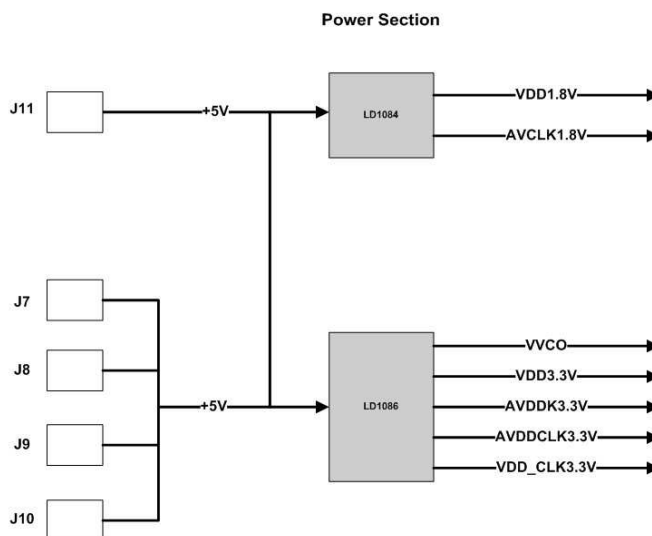 Power Section
J11
+5V
LD1084
VDD1.8V
AVCLK1.8V
J7
J8
J9
J10
+5V
LD1086
VVCO
VDD3.3V
AVDDK3.3V
AVDDCLK3.3V
VDD_CLK3.3V